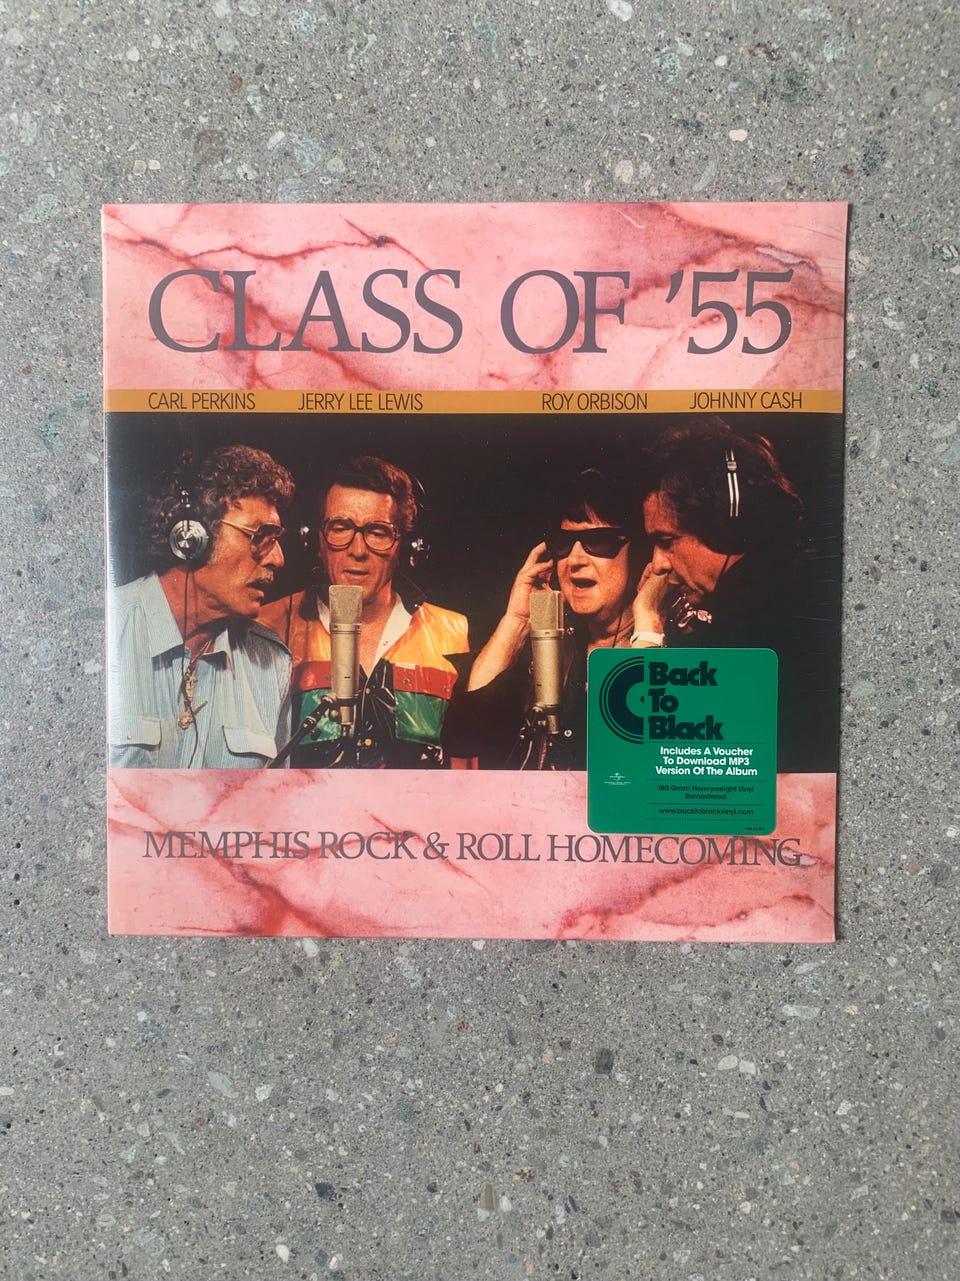 CLASS OF '55
CARL PERKINS JERRY LEE LEWIS ROY ORBISON JOHNNY CASH
Back
To
Black
Includes A Voucher
To Download MP3
Version Of The Album
180 Gram Heavyweight Vinyl
Remastered
www.backtoblackvinyl.com
MEMPHIS ROCK & ROLL HOMECOMING